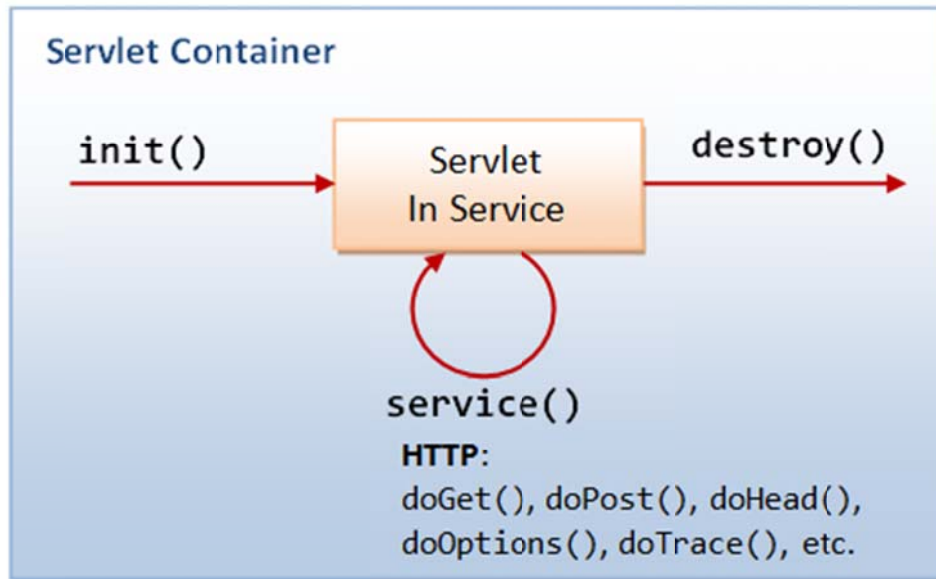 Servlet Container
init()
Servlet
In Service
destroy()
service()
HTTP:
doGet(), doPost(), doHead(),
doOptions(), doTrace(), etc.